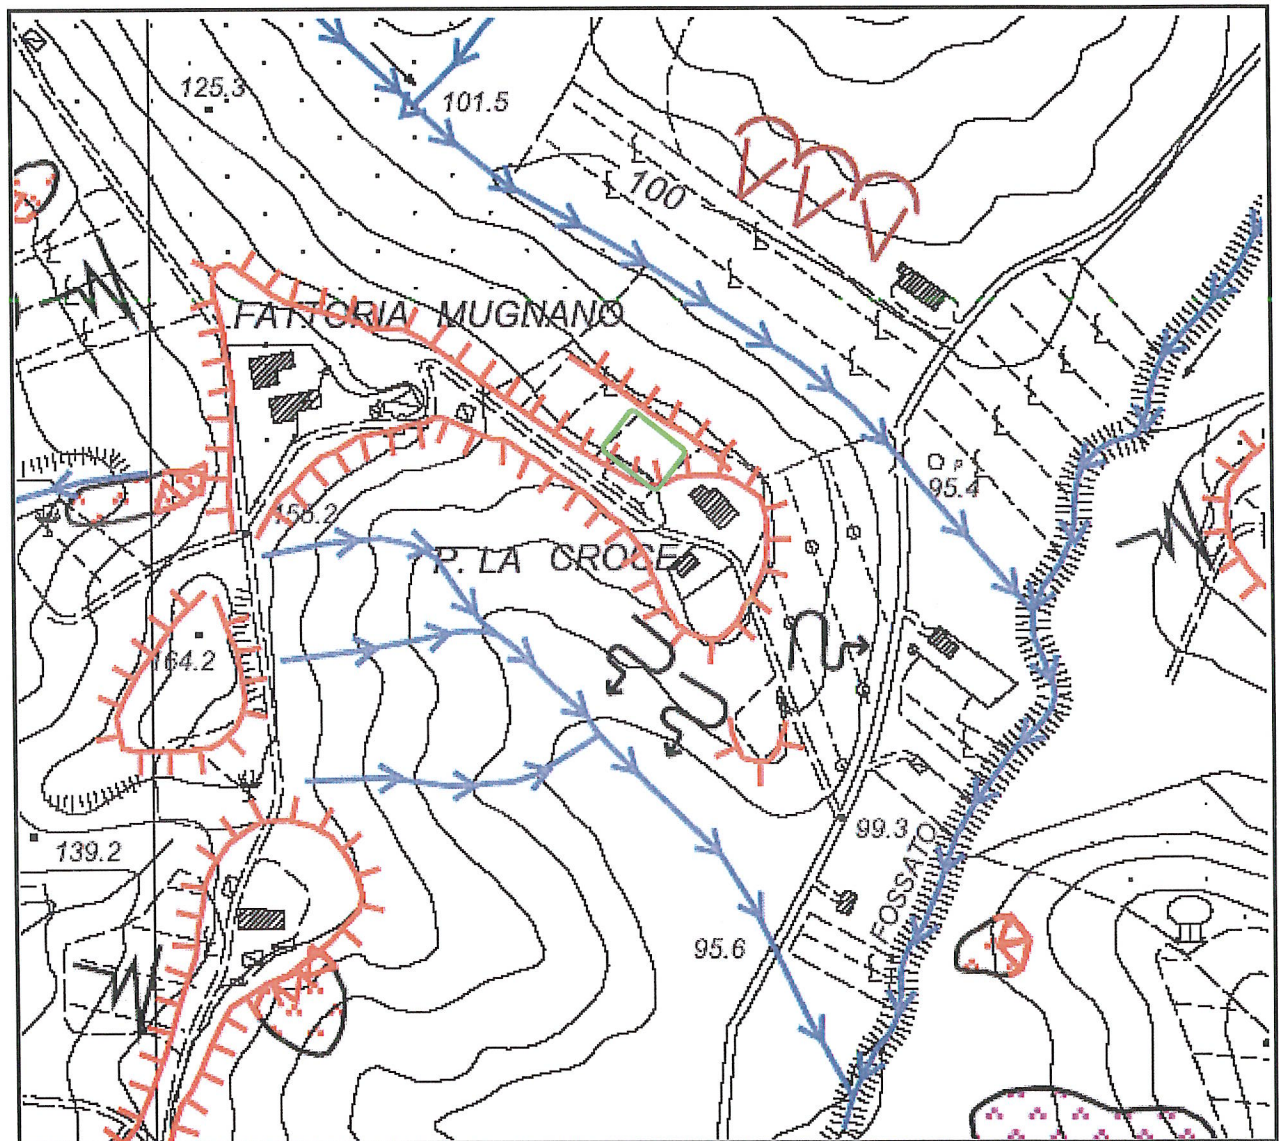 125.3
101.5
100
FATTORIA MUGNANO
P
95.4
156.2
P. LA CROCE
164.2
99.3
139.2
FOSSATO
95.6